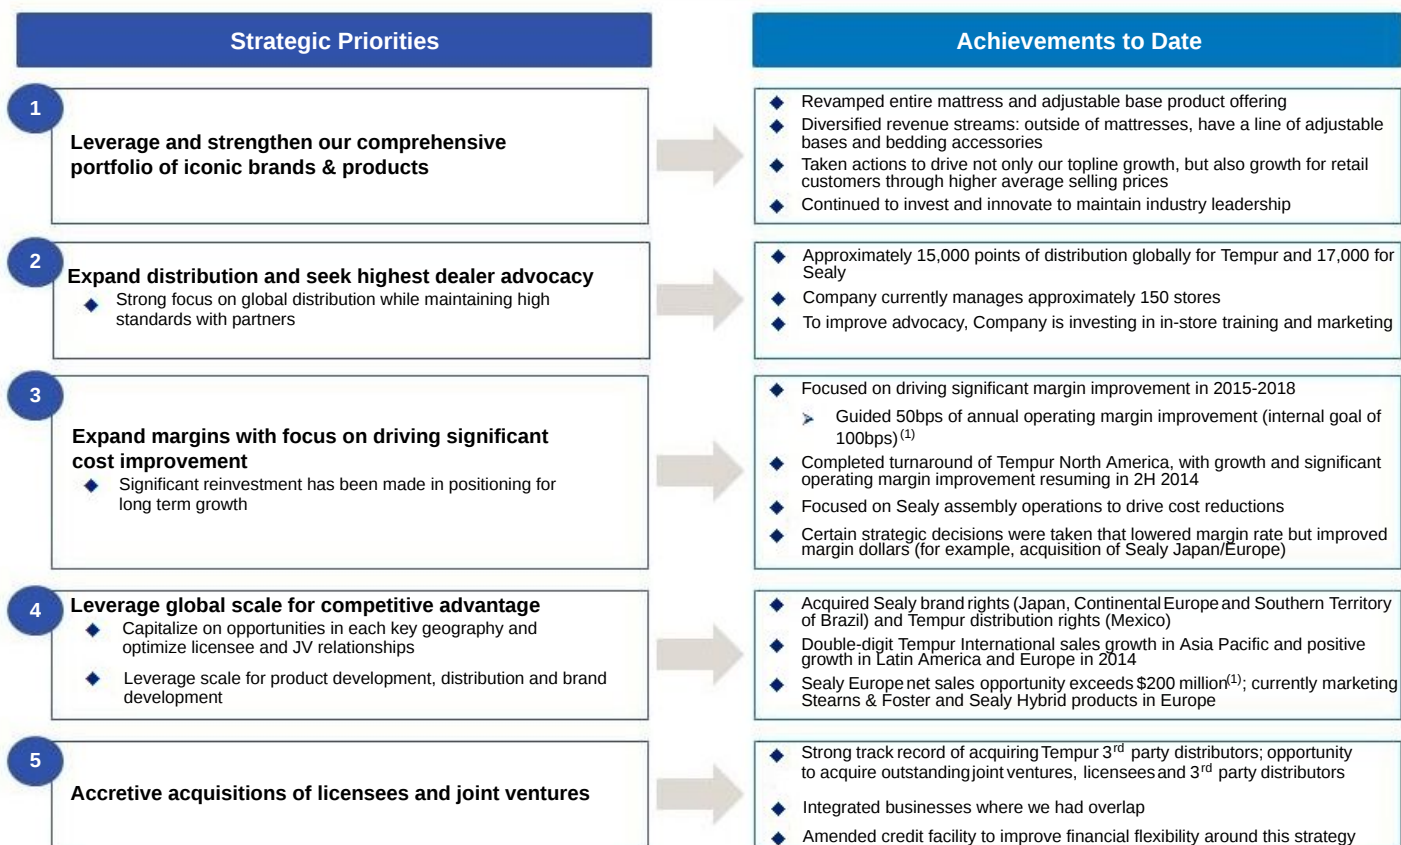 Strategic Priorities
Achievements to Date
1
Leverage and strengthen our comprehensive
portfolio of iconic brands & products
◆ Revamped entire mattress and adjustable base product offering
◆ Diversified revenue streams: outside of mattresses, have a line of adjustable
bases and bedding accessories
◆ Taken actions to drive not only our topline growth, but also growth for retail
customers through higher average selling prices
◆ Continued to invest and innovate to maintain industry leadership
2
Expand distribution and seek highest dealer advocacy
◆ Strong focus on global distribution while maintaining high
standards with partners
◆ Approximately 15,000 points of distribution globally for Tempur and 17,000 for
Sealy
◆ Company currently manages approximately 150 stores
◆ To improve advocacy, Company is investing in in-store training and marketing
3
Expand margins with focus on driving significant
cost improvement
◆ Significant reinvestment has been made in positioning for
long term growth
◆ Focused on driving significant margin improvement in 2015-2018
➢ Guided 50bps of annual operating margin improvement (internal goal of
100bps)(1)
◆ Completed turnaround of Tempur North America, with growth and significant
operating margin improvement resuming in 2H 2014
◆ Focused on Sealy assembly operations to drive cost reductions
◆ Certain strategic decisions were taken that lowered margin rate but improved
margin dollars (for example, acquisition of Sealy Japan/Europe)
4
Leverage global scale for competitive advantage
◆ Capitalize on opportunities in each key geography and
optimize licensee and JV relationships
◆ Leverage scale for product development, distribution and brand
development
◆ Acquired Sealy brand rights (Japan, Continental Europe and Southern Territory
of Brazil) and Tempur distribution rights (Mexico)
◆ Double-digit Tempur International sales growth in Asia Pacific and positive
growth in Latin America and Europe in 2014
◆ Sealy Europe net sales opportunity exceeds $200 million(1); currently marketing
Stearns & Foster and Sealy Hybrid products in Europe
5
Accretive acquisitions of licensees and joint ventures
◆ Strong track record of acquiring Tempur 3rd party distributors; opportunity
to acquire outstanding joint ventures, licensees and 3rd party distributors
◆ Integrated businesses where we had overlap
◆ Amended credit facility to improve financial flexibility around this strategy